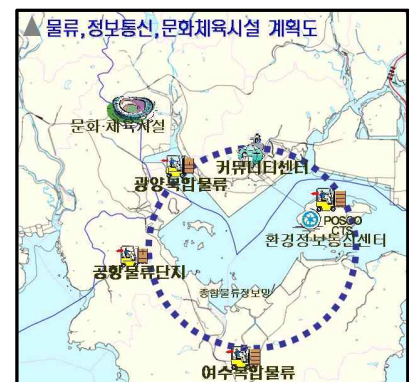 ▲물류,정보통신,문화체육시설 계획도
문화·체육시설
커뮤니티센터
광양복합물류
POSCO
CTS
환경정보통신센터
공항물류단지
종합물류정보망
여수복합물류